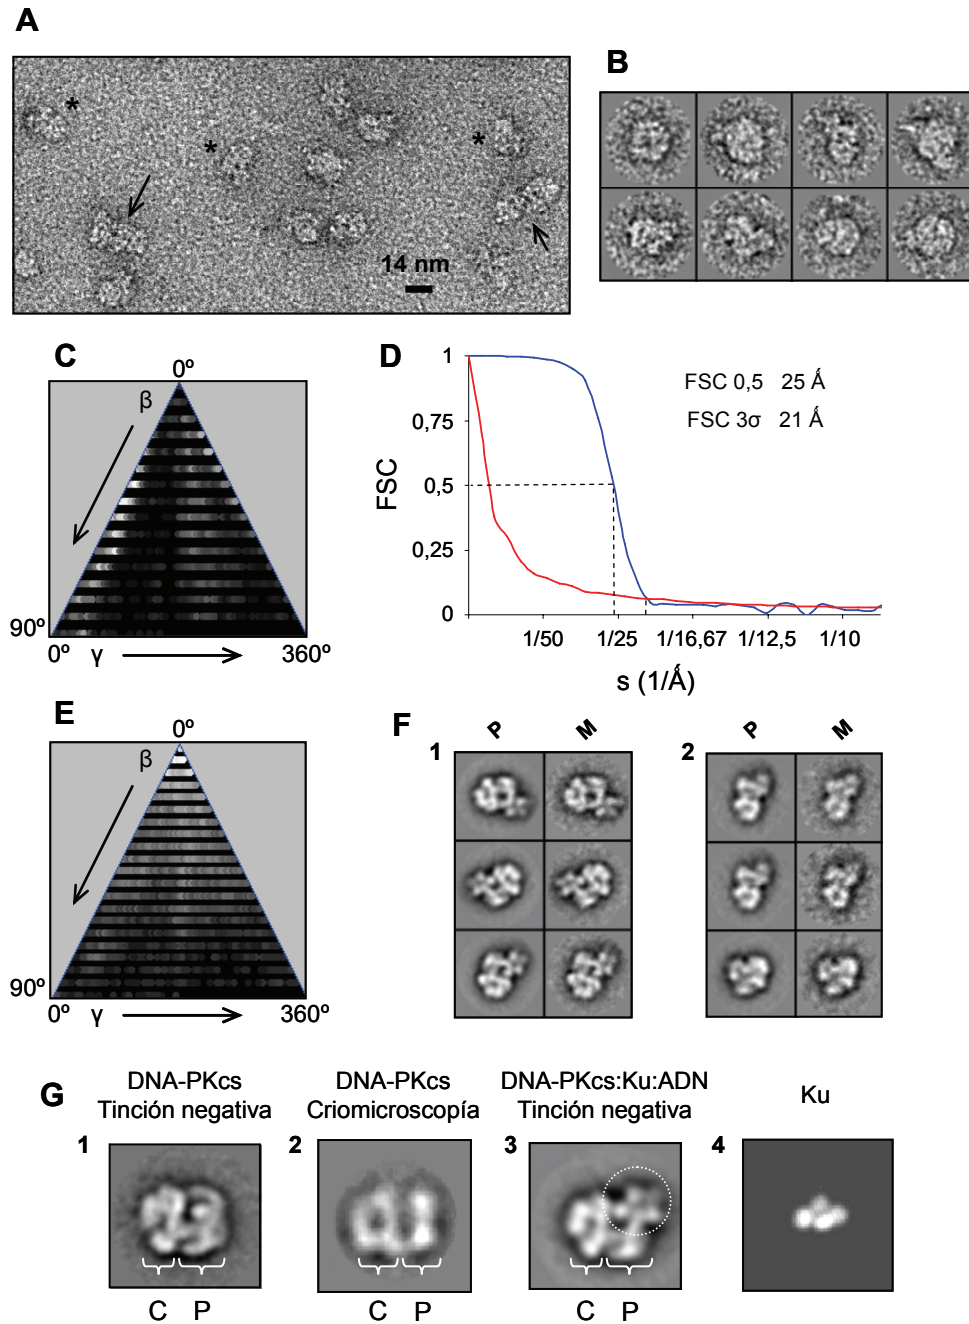 A
*
*
*
14 nm
B
C
0º
β
90º
0º γ 360º
D
1
0,75
0,5
0,25
0
FSC
FSC 0,5 25 Ǻ
FSC 3σ 21 Ǻ
1/50 1/25 1/16,67 1/12,5 1/10
s (1/Ǻ)
E
0º
β
90º
0º γ 360º
F
1 P M
2 P M
G
DNA-PKcs
Tinción negativa
1
C P
DNA-PKcs
Criomicroscopía
2
C P
DNA-PKcs:Ku:ADN
Tinción negativa
3
C P
Ku
4